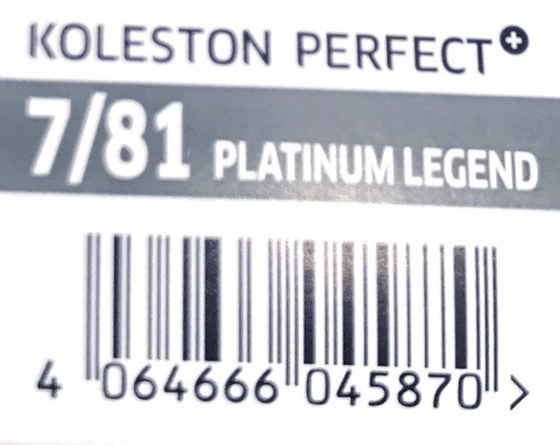 KOLESTON PERFECT+
7/81 PLATINUM LEGEND
4 064666 045870 >